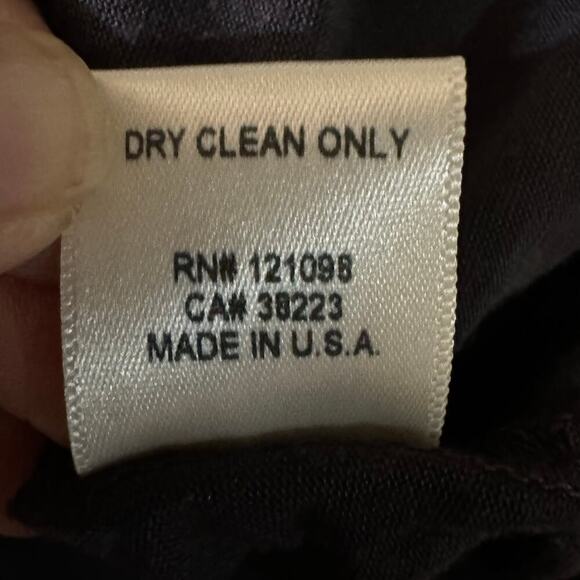 DRY CLEAN ONLY
RN# 121098
CA# 38223
MADE IN U.S.A.